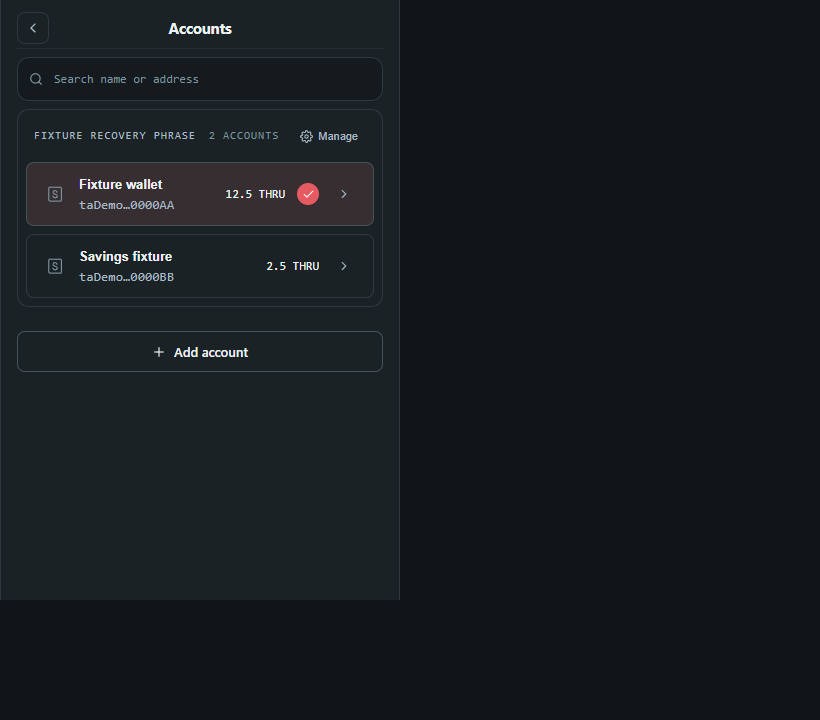 Accounts
Search name or address
FIXTURE RECOVERY PHRASE 2 ACCOUNTS Manage
S
Fixture wallet
12.5 THRU
taDemo…0000AA
S
Savings fixture
2.5 THRU
taDemo…0000BB
Add account